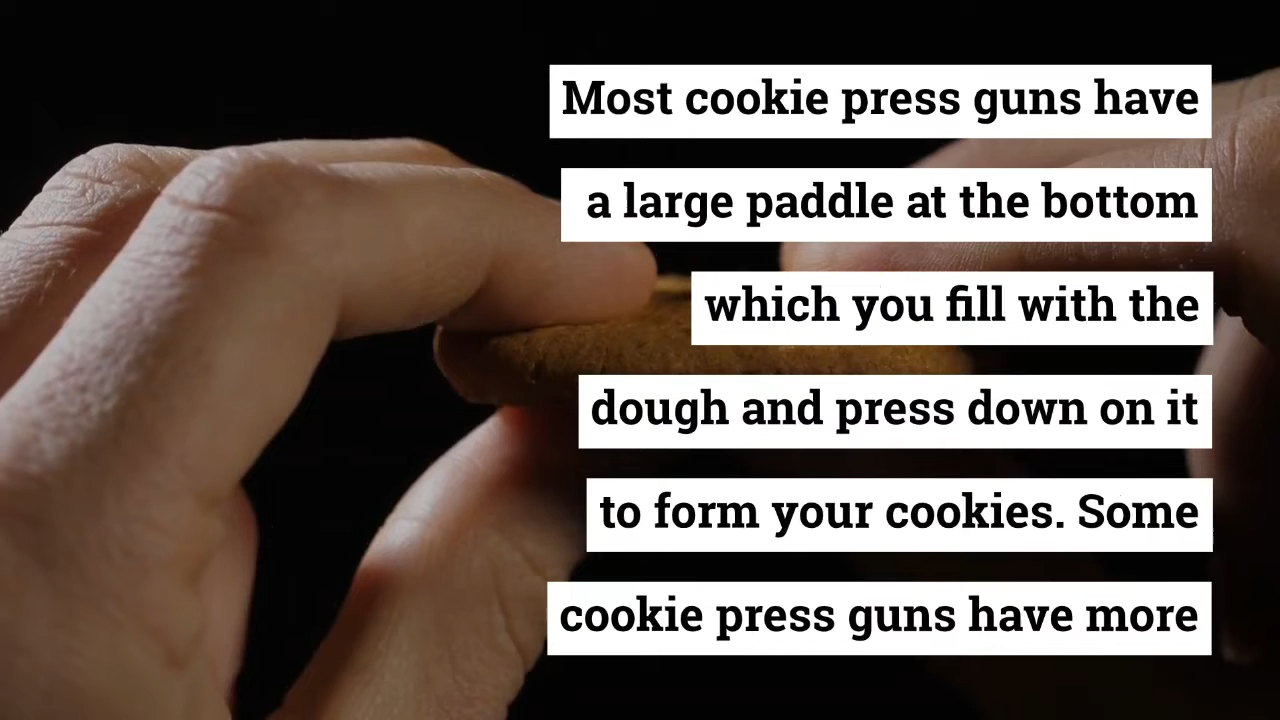 Most cookie press guns have
a large paddle at the bottom
which you fill with the
dough and press down on it
to form your cookies. Some
cookie press guns have more